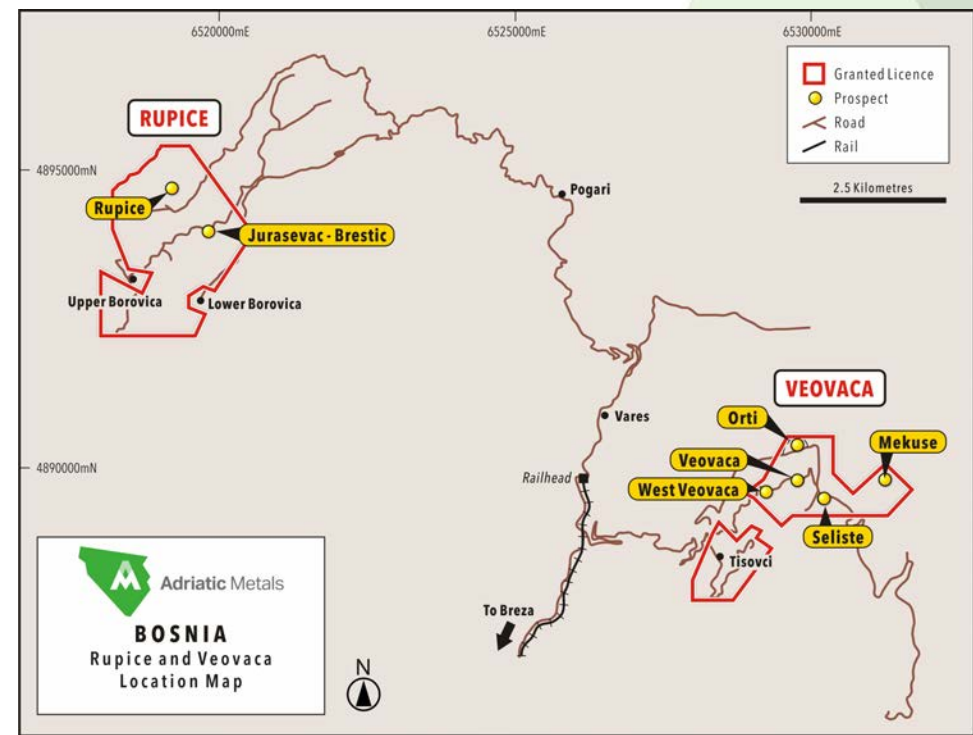 6520000mE
6525000mE
6530000mE
Granted Licence
Prospect
Road
Rail
2.5 Kilometres
RUPICE
4895000mN
Rupice
Pogari
Jurasevac - Brestic
Upper Borovica
Lower Borovica
VEOVACA
Orti
Vares
Mekuse
Veovaca
4890000mN
Railhead
West Veovaca
Seliste
Tisovci
To Breza
Adriatic Metals
BOSNIA
Rupice and Veovaca
Location Map
N